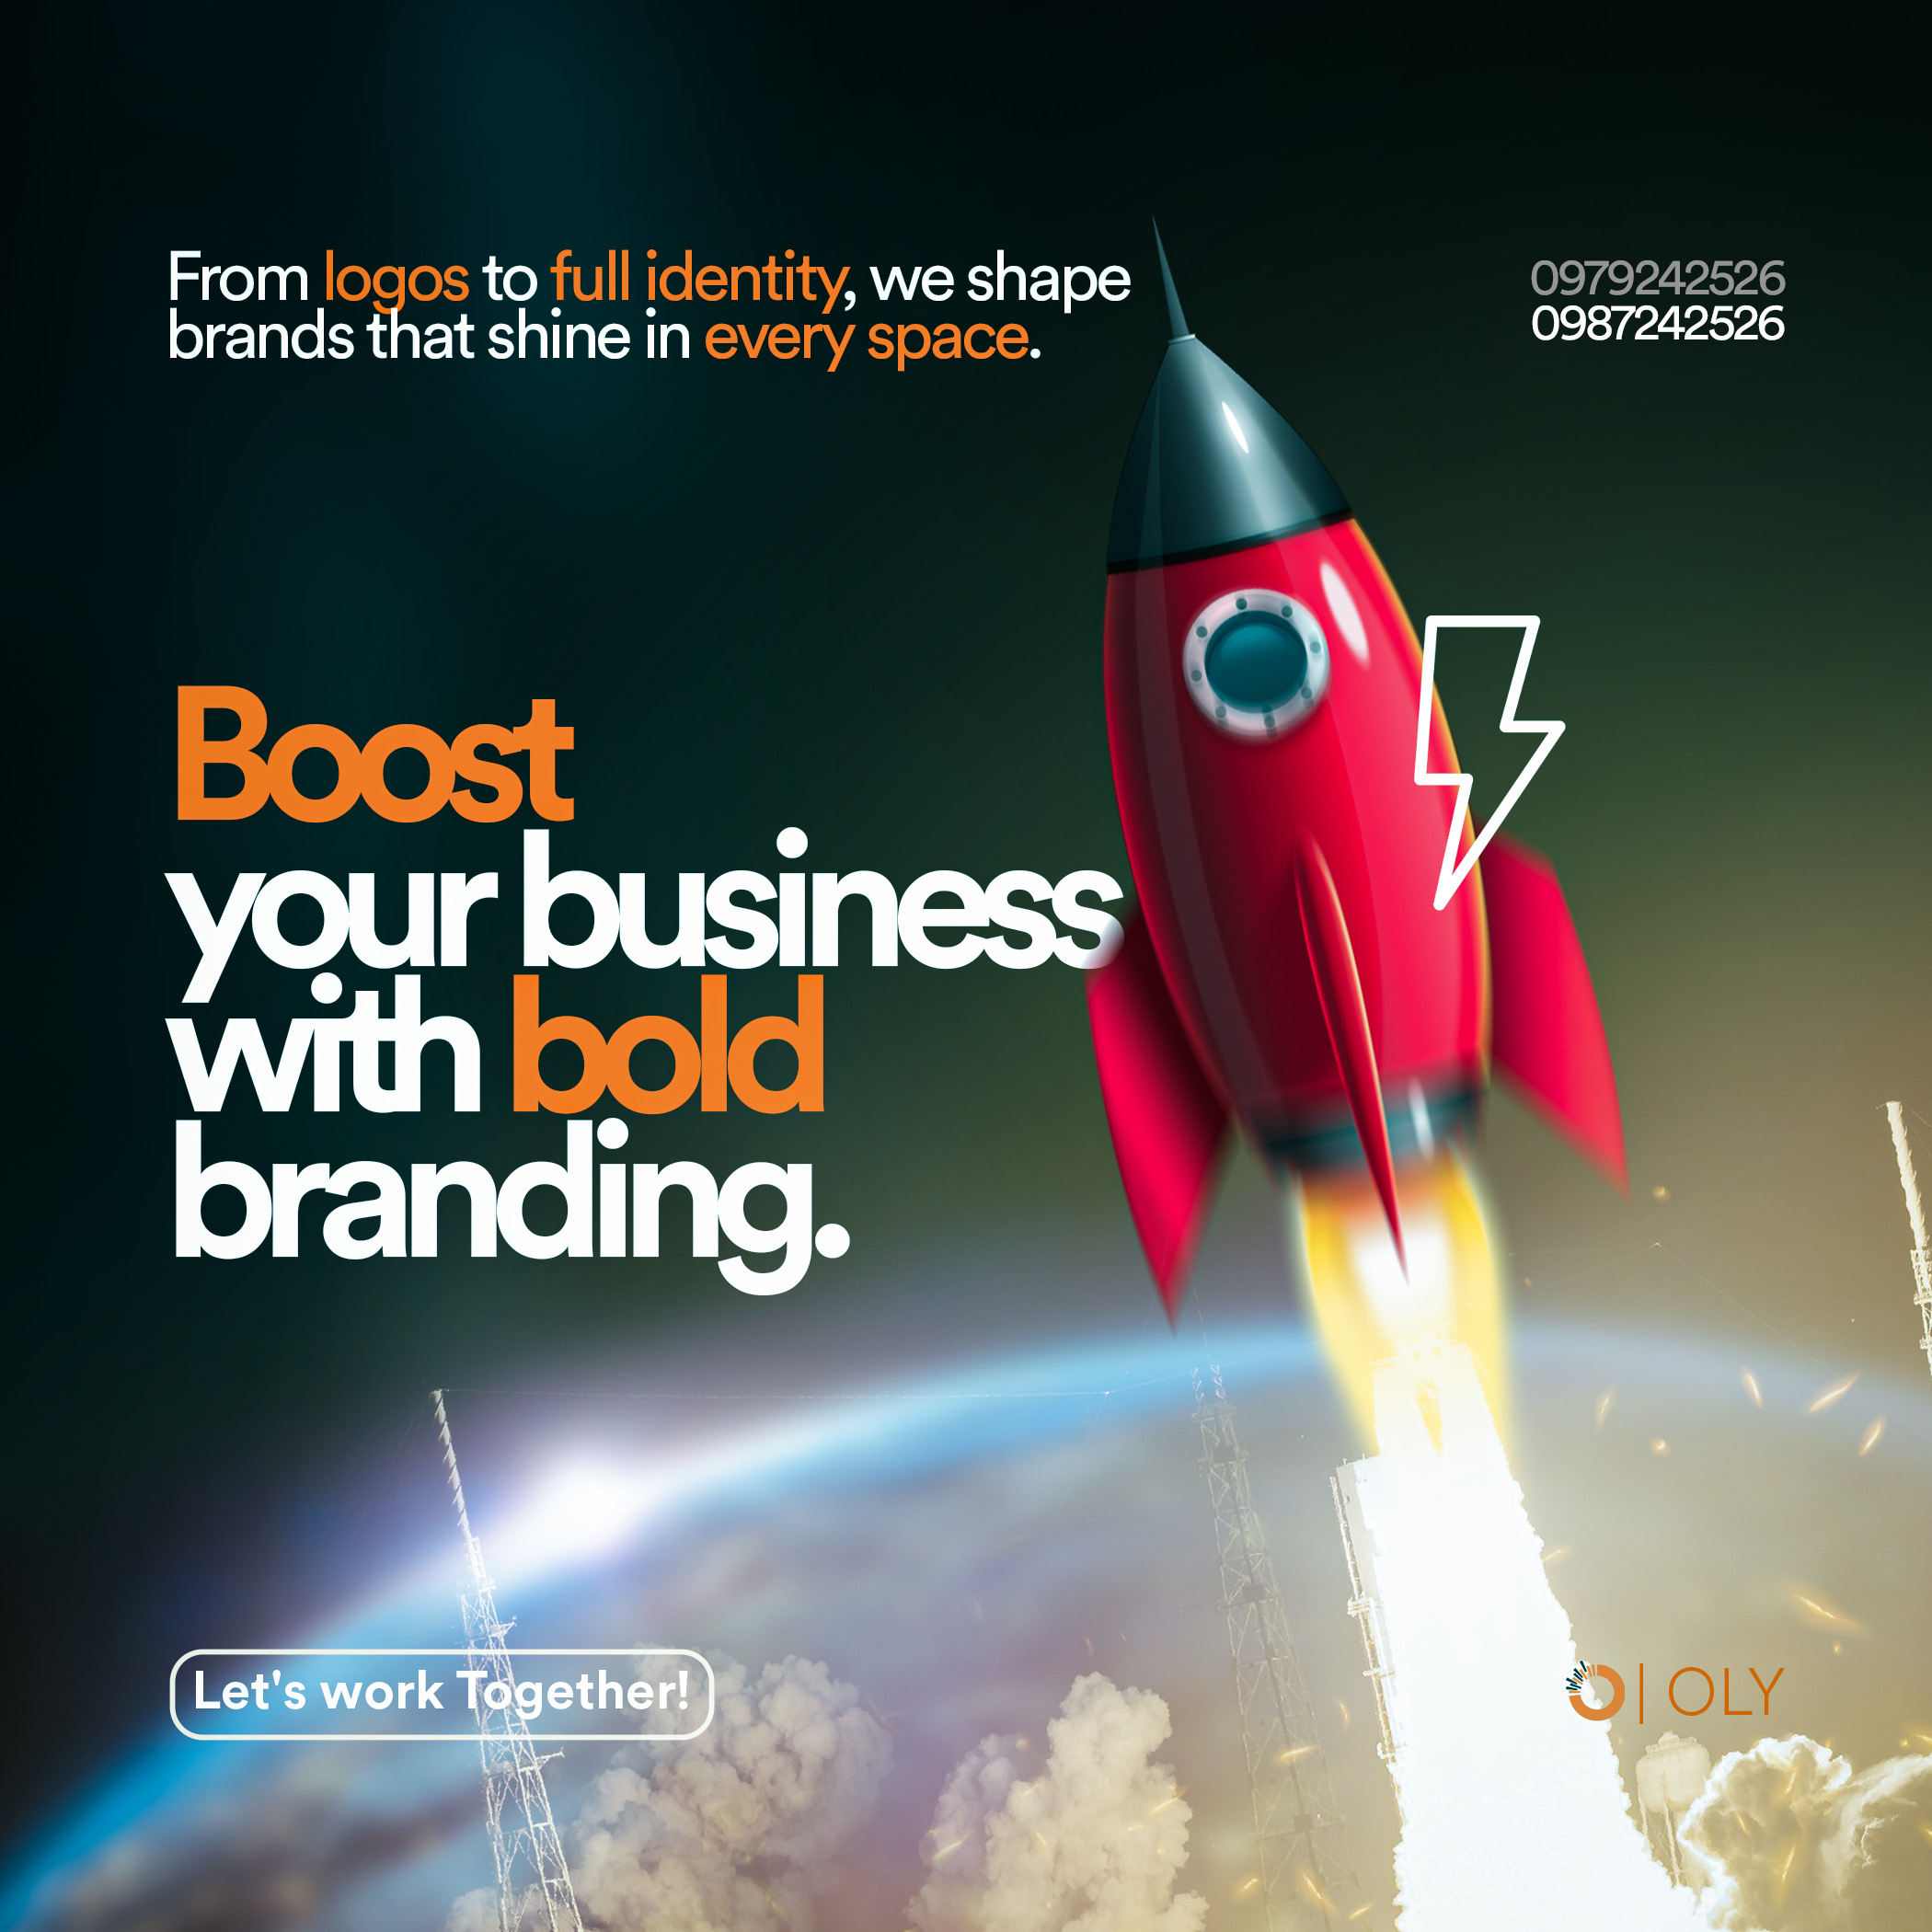 From logos to full identity, we shape
brands that shine in every space.
0979242526
0987242526
Boost
your business
with bold
branding.
Let's work Together!
OLY